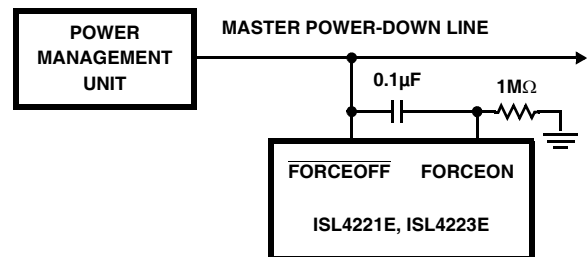 POWER
MANAGEMENT
UNIT
MASTER POWER-DOWN LINE
0.1µF
1MΩ
FORCEOFF FORCEON
ISL4221E, ISL4223E